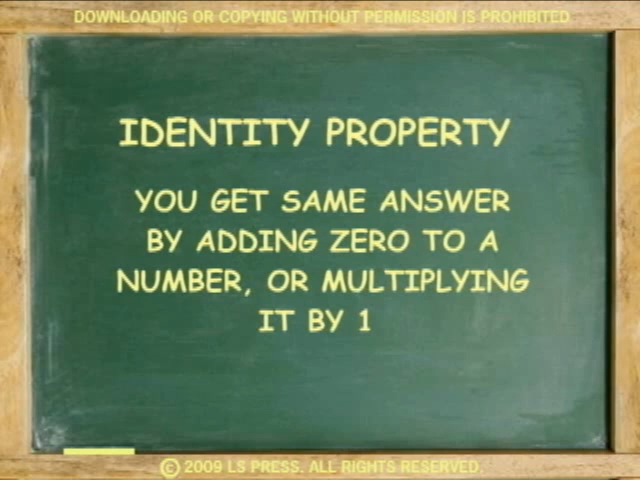 DOWNLOADING OR COPYING WITHOUT PERMISSION IS PROHIBITED
IDENTITY PROPERTY
YOU GET SAME ANSWER
BY ADDING ZERO TO A
NUMBER, OR MULTIPLYING
IT BY 1
© 2009 LS PRESS. ALL RIGHTS RESERVED.